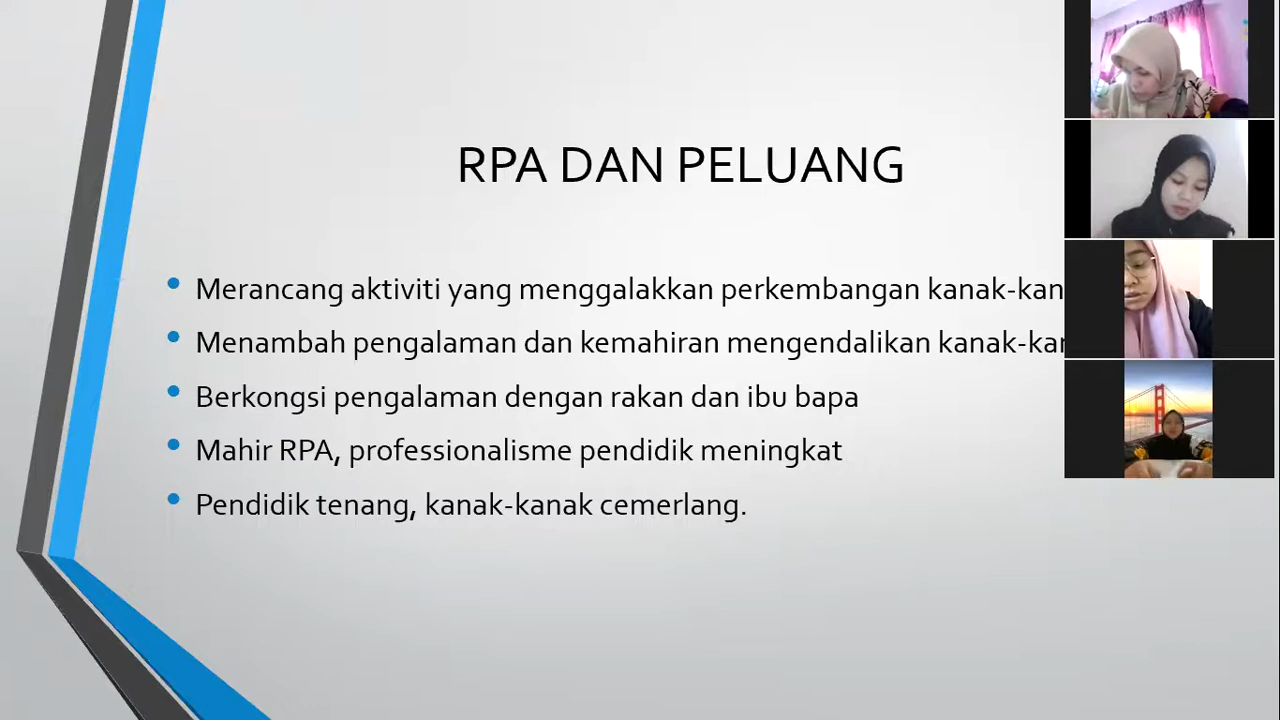 RPA DAN PELUANG
Merancang aktiviti yang menggalakkan perkembangan kanak-kan
Menambah pengalaman dan kemahiran mengendalikan kanak-kan
Berkongsi pengalaman dengan rakan dan ibu bapa
Mahir RPA, professionalisme pendidik meningkat
Pendidik tenang, kanak-kanak cemerlang.